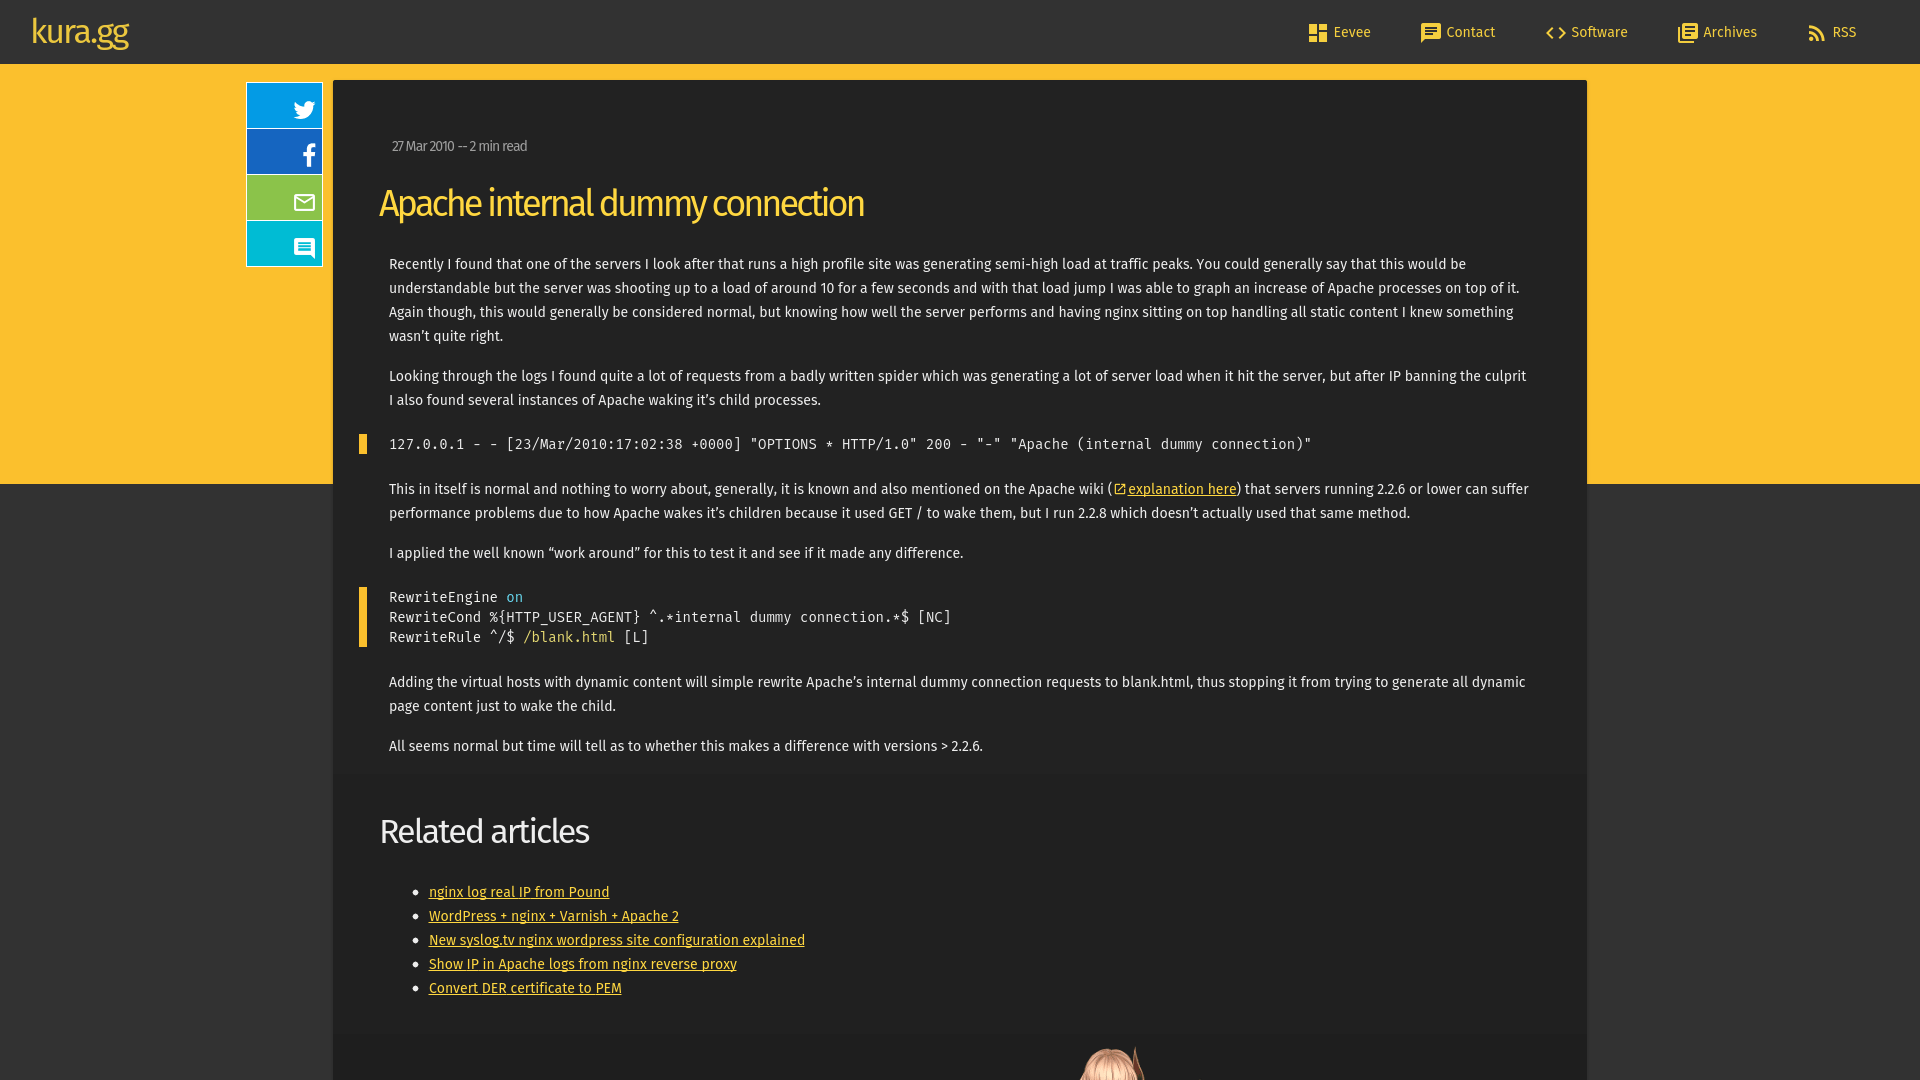 kura.gg
Eevee
Contact
Software
Archives
RSS
27 Mar 2010 -- 2 min read
Apache internal dummy connection
Recently I found that one of the servers I look after that runs a high profile site was generating semi-high load at traffic peaks. You could generally say that this would be
understandable but the server was shooting up to a load of around 10 for a few seconds and with that load jump I was able to graph an increase of Apache processes on top of it.
Again though, this would generally be considered normal, but knowing how well the server performs and having nginx sitting on top handling all static content I knew something
wasn’t quite right.
Looking through the logs I found quite a lot of requests from a badly written spider which was generating a lot of server load when it hit the server, but after IP banning the culprit
I also found several instances of Apache waking it’s child processes.
127.0.0.1 - - [23/Mar/2010:17:02:38 +0000] "OPTIONS * HTTP/1.0" 200 - "-" "Apache (internal dummy connection)"
This in itself is normal and nothing to worry about, generally, it is known and also mentioned on the Apache wiki (explanation here) that servers running 2.2.6 or lower can suffer
performance problems due to how Apache wakes it’s children because it used GET / to wake them, but I run 2.2.8 which doesn’t actually used that same method.
I applied the well known “work around” for this to test it and see if it made any difference.
RewriteEngine on
RewriteCond %{HTTP_USER_AGENT} ^.*internal dummy connection.*$ [NC]
RewriteRule ^/$ /blank.html [L]
Adding the virtual hosts with dynamic content will simple rewrite Apache’s internal dummy connection requests to blank.html, thus stopping it from trying to generate all dynamic
page content just to wake the child.
All seems normal but time will tell as to whether this makes a difference with versions > 2.2.6.
Related articles
nginx log real IP from Pound
WordPress + nginx + Varnish + Apache 2
New syslog.tv nginx wordpress site configuration explained
Show IP in Apache logs from nginx reverse proxy
Convert DER certificate to PEM